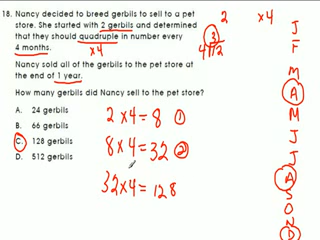 18. Nancy decided to breed gerbils to sell to a pet
store. She started with 2 gerbils and determined
that they should quadruple in number every
4 months.
x4
Nancy sold all of the gerbils to the pet store at
the end of 1 year.
How many gerbils did Nancy sell to the pet store?
A. 24 gerbils
B. 66 gerbils
C. 128 gerbils
D. 512 gerbils
3
4 12
2 x4
2 x 4 = 8 1
8 x 4 = 32 2
32 x 4 = 128
J
F
M
A
M
J
J
A
S
O
N
D